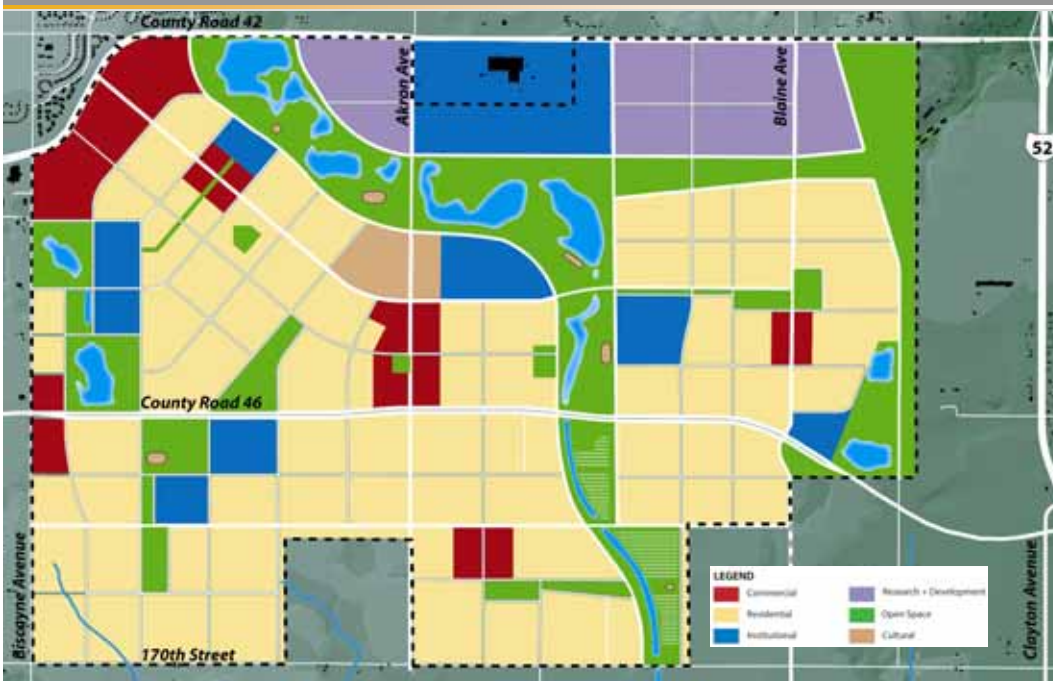 County Road 42
Akron Ave
Blaine Ave
52
County Road 46
Biscayne Avenue
170th Street
Clayton Avenue
LEGEND
Commercial
Residential
Institutional
Research + Development
Open Space
Cultural